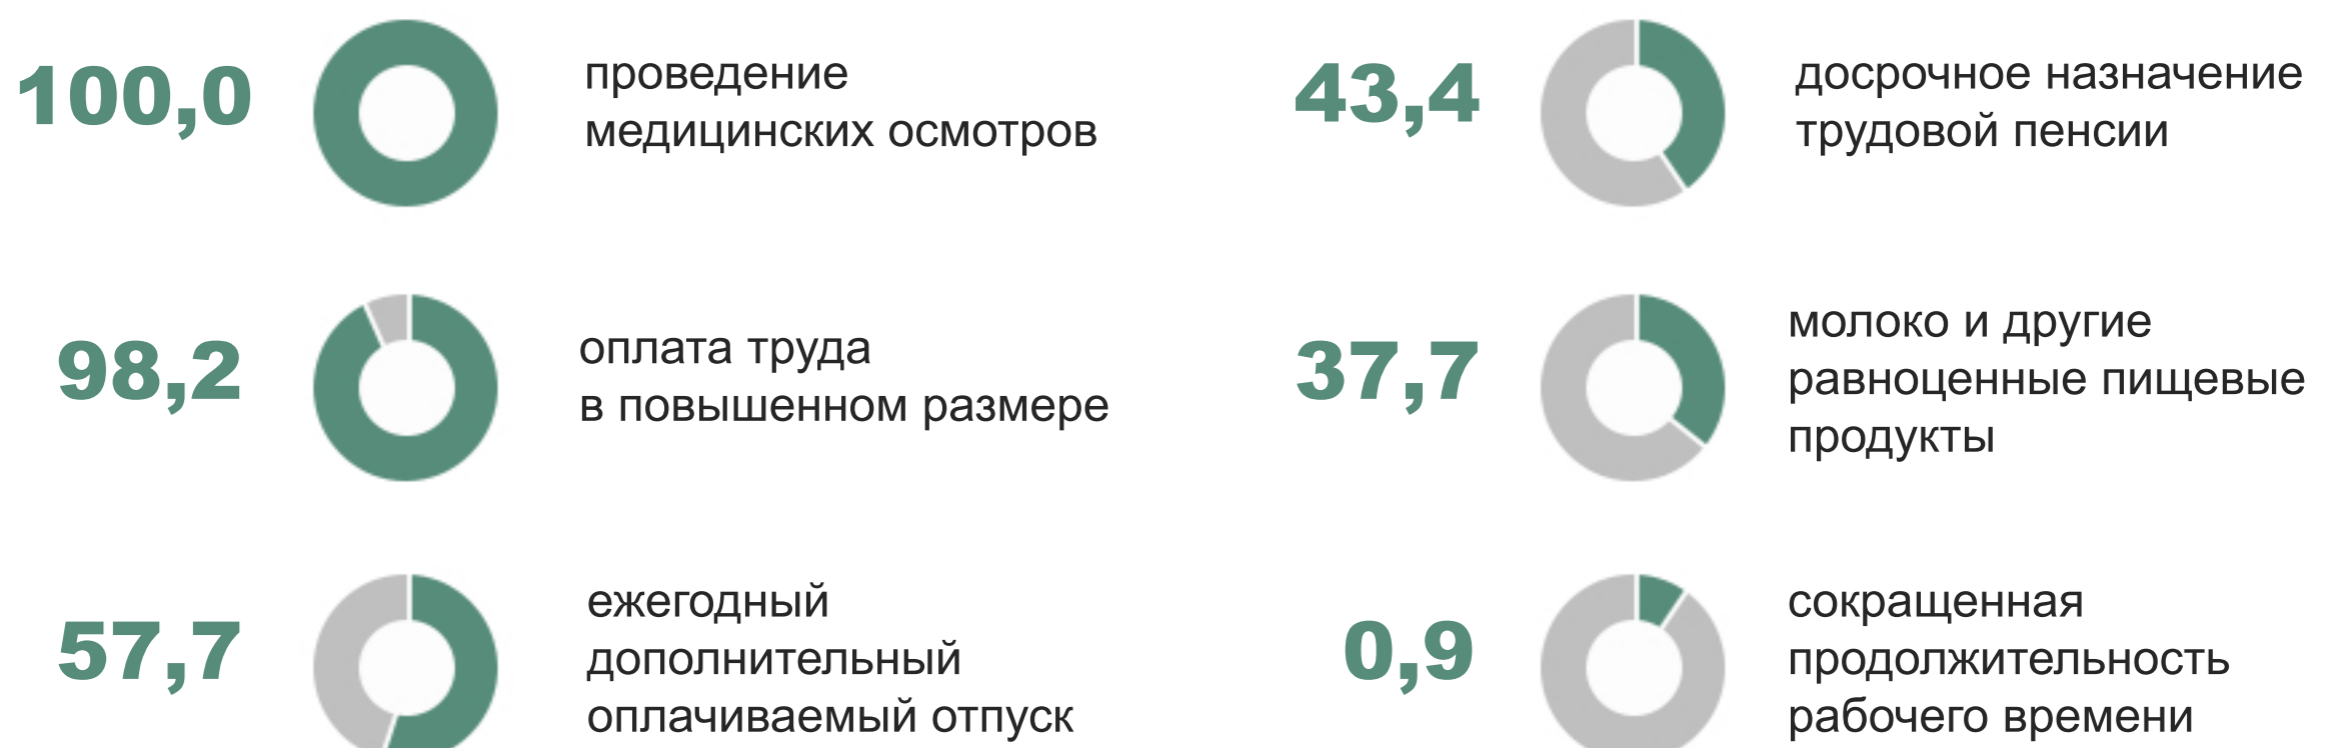 100,0
проведение
медицинских осмотров
43,4
досрочное назначение
трудовой пенсии
98,2
оплата труда
в повышенном размере
37,7
молоко и другие
равноценные пищевые
продукты
57,7
ежегодный
дополнительный
оплачиваемый отпуск
0,9
сокращенная
продолжительность
рабочего времени